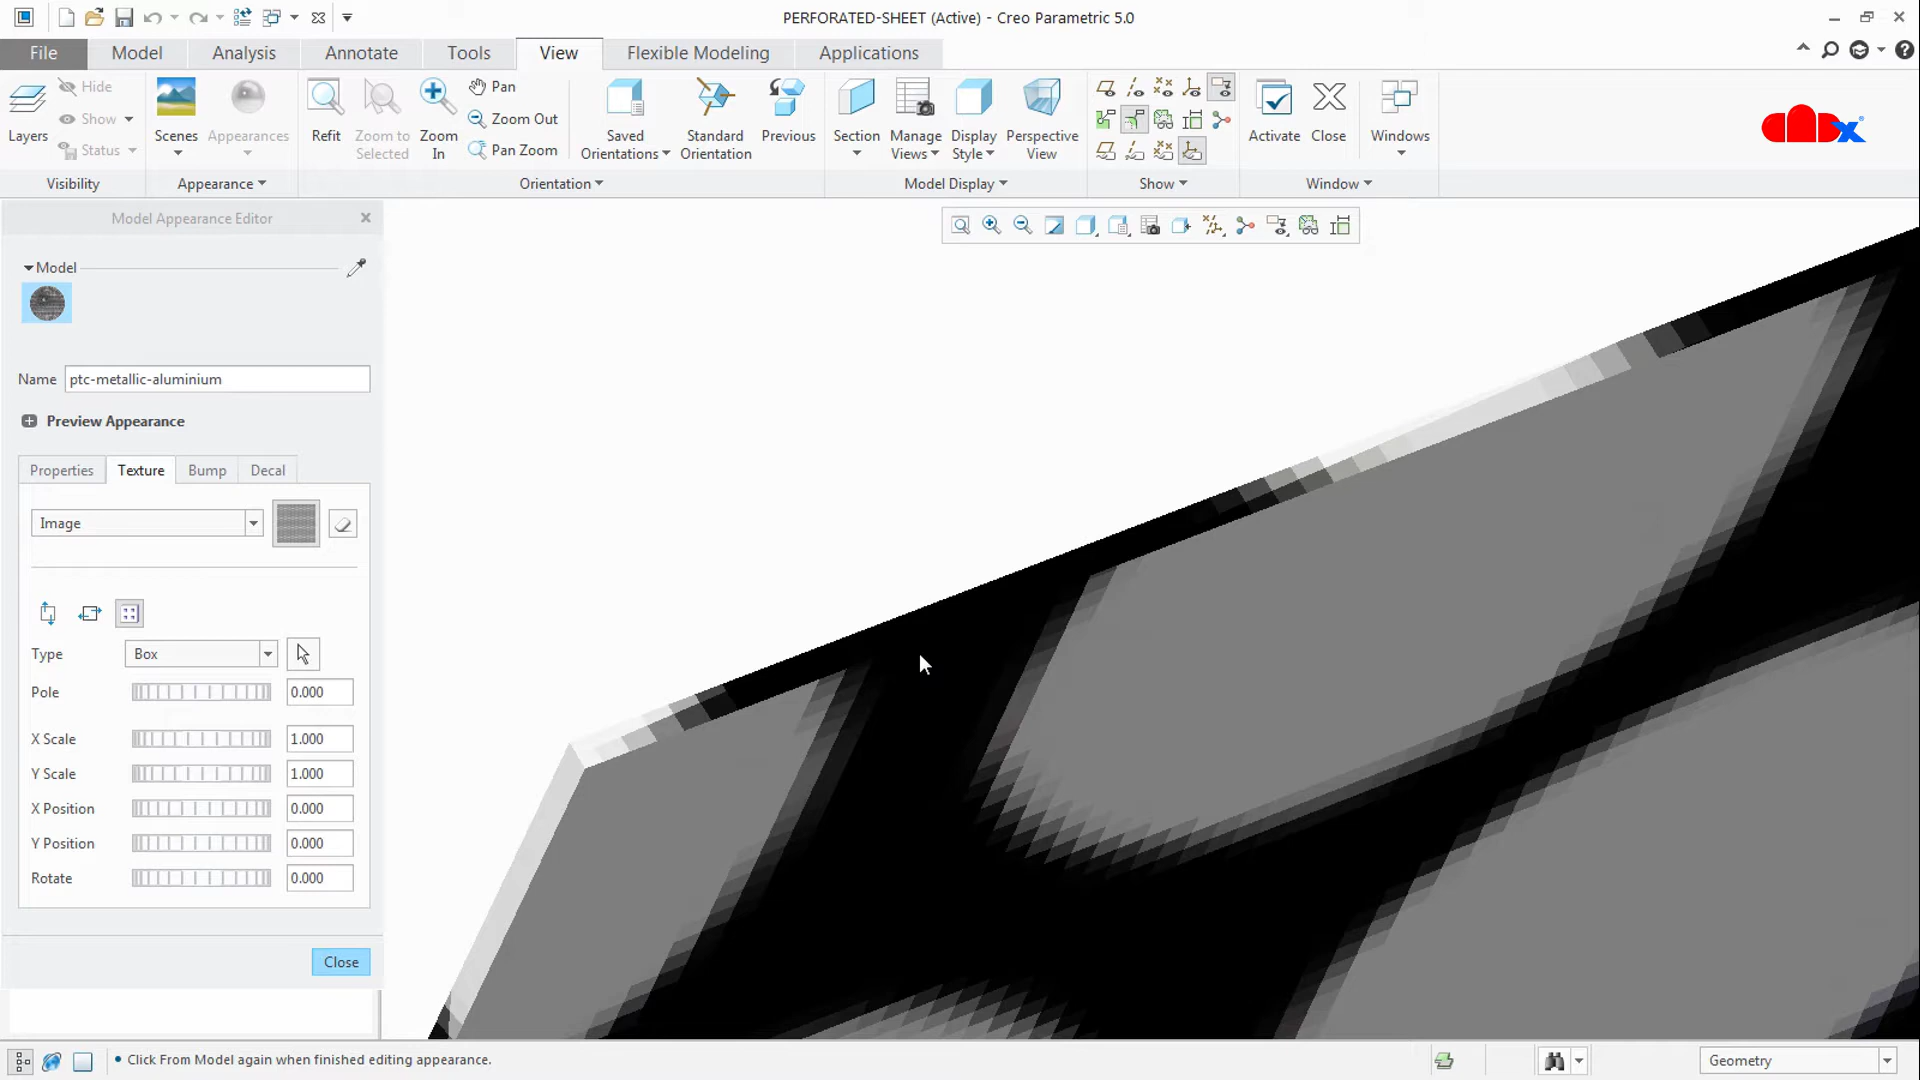 PERFORATED-SHEET (Active) - Creo Parametric 5.0
File
Model
Analysis
Annotate
Tools
View
Flexible Modeling
Applications
Layers
Hide
Show
Status
Visibility
Scenes
Appearances
Appearance
Refit
Zoom to
Selected
Zoom
In
Pan
Zoom Out
Pan Zoom
Saved
Orientations
Standard
Orientation
Previous
Orientation
Section
Manage
Views
Display
Style
Perspective
View
Model Display
Show
Activate
Close
Windows
Window
CADX®
Model Appearance Editor
Model
Name
ptc-metallic-aluminium
Preview Appearance
Properties
Texture
Bump
Decal
Image
Type
Box
Pole
0.000
X Scale
1.000
Y Scale
1.000
X Position
0.000
Y Position
0.000
Rotate
0.000
Close
Click From Model again when finished editing appearance.
Geometry